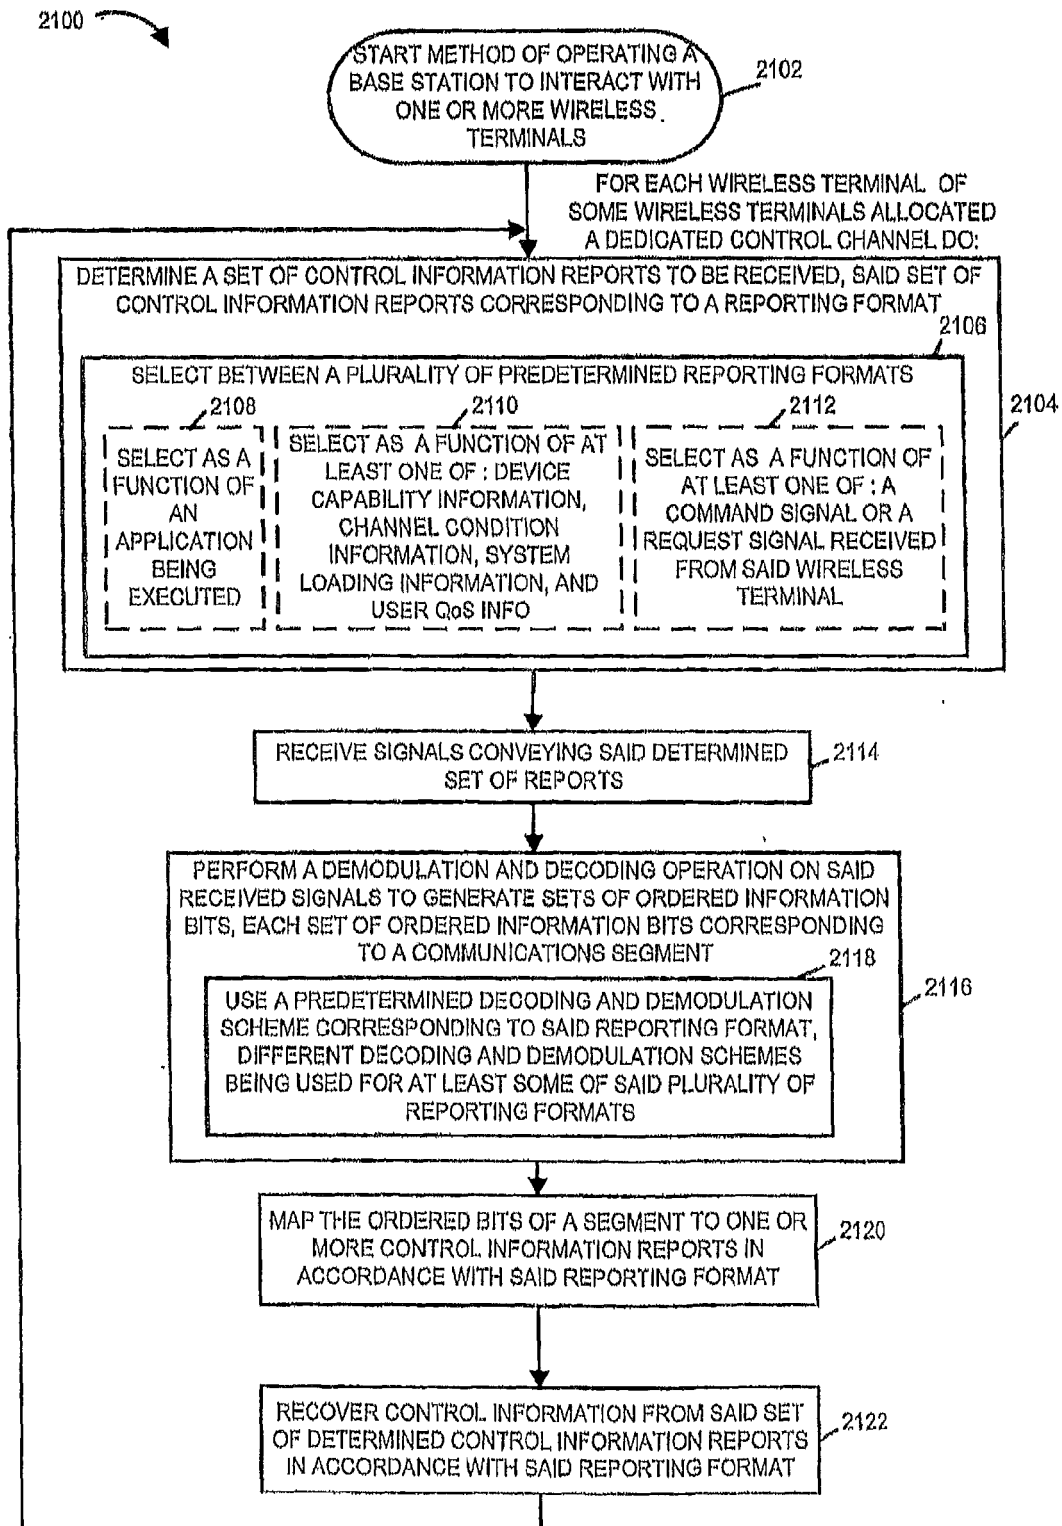 2100
START METHOD OF OPERATING A
BASE STATION TO INTERACT WITH
ONE OR MORE WIRELESS
TERMINALS
2102
FOR EACH WIRELESS TERMINAL OF
SOME WIRELESS TERMINALS ALLOCATED
A DEDICATED CONTROL CHANNEL DO:
DETERMINE A SET OF CONTROL INFORMATION REPORTS TO BE RECEIVED, SAID SET OF
CONTROL INFORMATION REPORTS CORRESPONDING TO A REPORTING FORMAT
2106
SELECT BETWEEN A PLURALITY OF PREDETERMINED REPORTING FORMATS
2104
2108
SELECT AS A
FUNCTION OF
AN
APPLICATION
BEING
EXECUTED
2110
SELECT AS A FUNCTION OF AT
LEAST ONE OF : DEVICE
CAPABILITY INFORMATION,
CHANNEL CONDITION
INFORMATION, SYSTEM
LOADING INFORMATION, AND
USER QoS INFO
2112
SELECT AS A FUNCTION OF
AT LEAST ONE OF : A
COMMAND SIGNAL OR A
REQUEST SIGNAL RECEIVED
FROM SAID WIRELESS
TERMINAL
RECEIVE SIGNALS CONVEYING SAID DETERMINED
SET OF REPORTS
2114
PERFORM A DEMODULATION AND DECODING OPERATION ON SAID
RECEIVED SIGNALS TO GENERATE SETS OF ORDERED INFORMATION
BITS, EACH SET OF ORDERED INFORMATION BITS CORRESPONDING
TO A COMMUNICATIONS SEGMENT
2118
2116
USE A PREDETERMINED DECODING AND DEMODULATION
SCHEME CORRESPONDING TO SAID REPORTING FORMAT,
DIFFERENT DECODING AND DEMODULATION SCHEMES
BEING USED FOR AT LEAST SOME OF SAID PLURALITY OF
REPORTING FORMATS
MAP THE ORDERED BITS OF A SEGMENT TO ONE OR
MORE CONTROL INFORMATION REPORTS IN
ACCORDANCE WITH SAID REPORTING FORMAT
2120
RECOVER CONTROL INFORMATION FROM SAID SET
OF DETERMINED CONTROL INFORMATION REPORTS
IN ACCORDANCE WITH SAID REPORTING FORMAT
2122